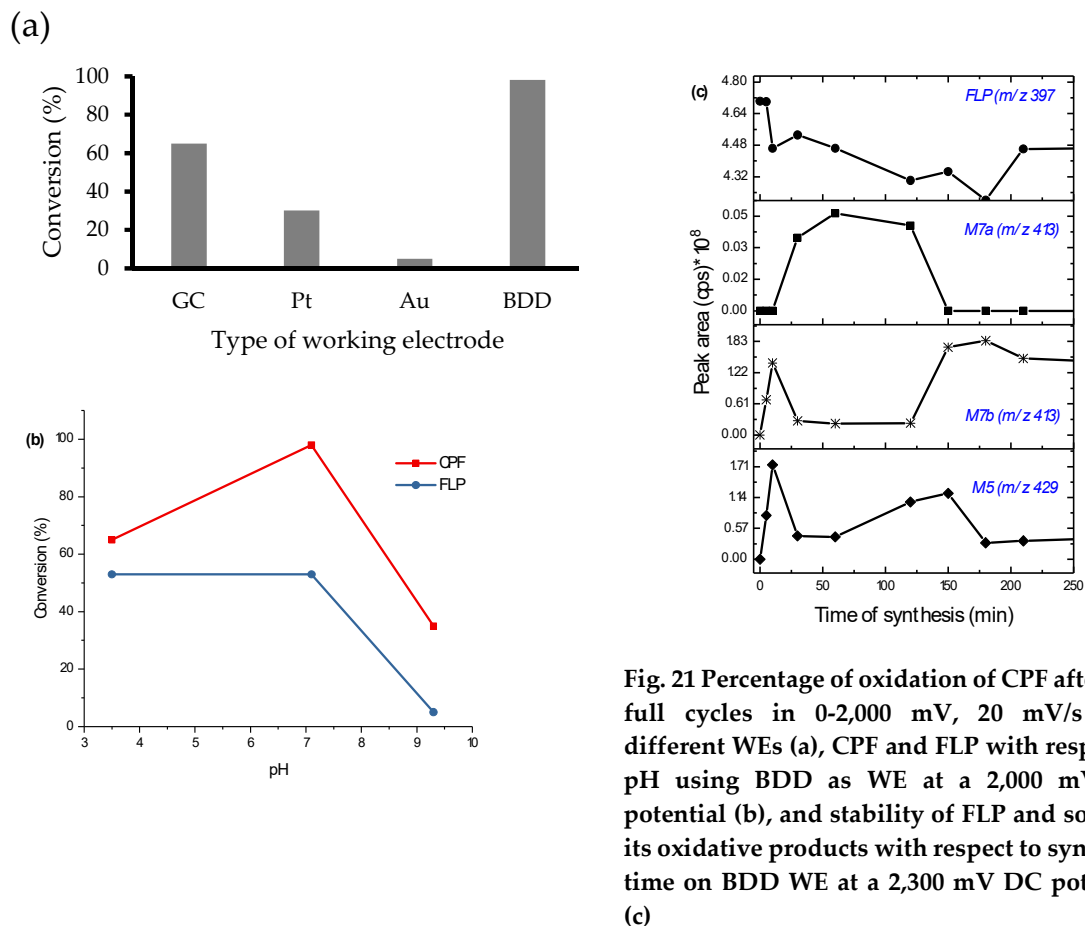 (a)
100
80
60
40
20
0
Conversion (%)
GC Pt Au BDD
Type of working electrode
(b)
100
80
60
40
20
0
Conversion (%)
CPF
FLP
3 4 5 6 7 8 9 10
pH
(c)
FLP (m/z 397
4.80
4.64
4.48
4.32
M7a (m/z 413)
0.05
0.03
0.02
0.00
M7b (m/z 413)
183
122
0.61
0.00
M5 (m/z 429
171
1.14
0.57
0.00
Peak area (cps)* 10^8
0 50 100 150 200 250
Time of synthesis (min)
Fig. 21 Percentage of oxidation of CPF afte
full cycles in 0-2,000 mV, 20 mV/s
different WEs (a), CPF and FLP with resp
pH using BDD as WE at a 2,000 mV
potential (b), and stability of FLP and so
its oxidative products with respect to syn
time on BDD WE at a 2,300 mV DC pot
(c)